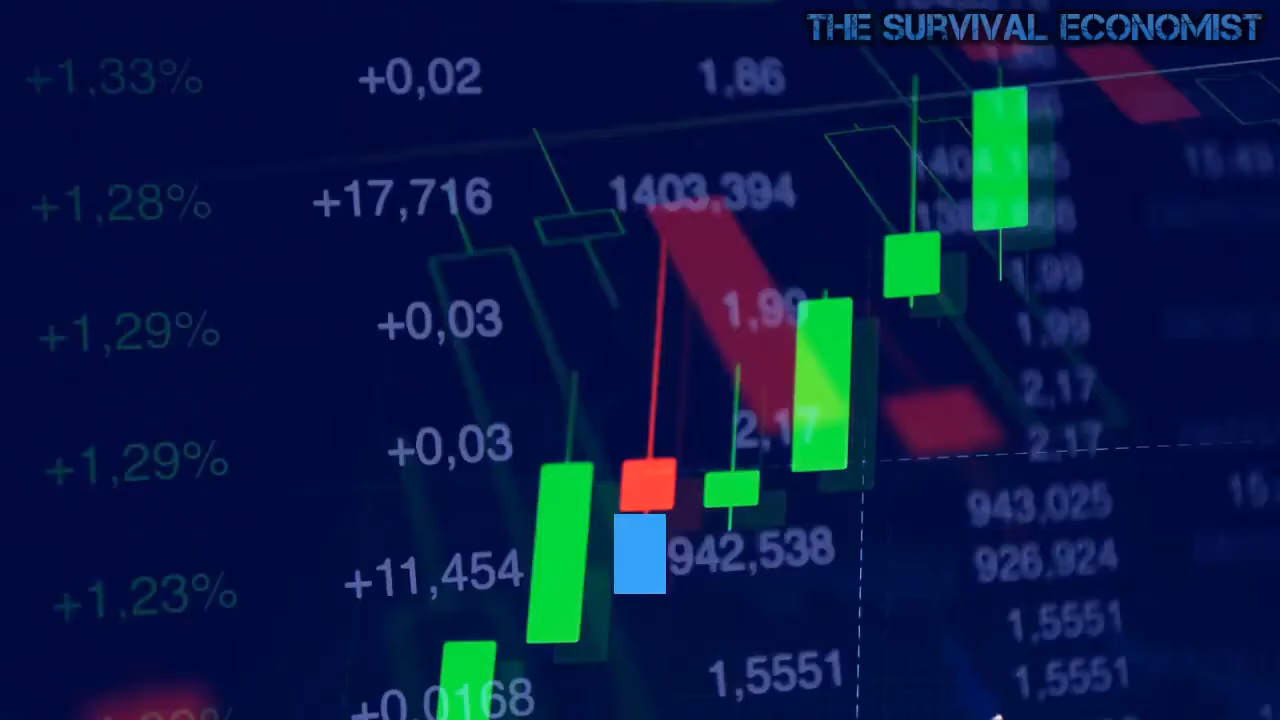 THE SURVIVAL ECONOMIST
+1,33% +0,02 1,86
+1,28% +17,716 1403,394
+1,29% +0,03 1,99 1,99
1,99
+1,29% +0,03 2,17 2,17
2,17
943,025
+1,23% +11,454 942,538 926,924
1,5551
+0,0168 1,5551 1,5551